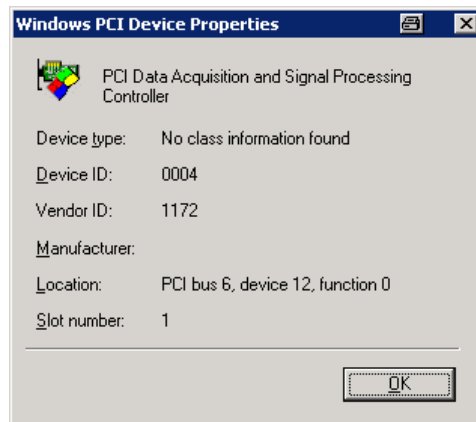 Windows PCI Device Properties
PCI Data Acquisition and Signal Processing
Controller
Device type: No class information found
Device ID: 0004
Vendor ID: 1172
Manufacturer:
Location: PCI bus 6, device 12, function 0
Slot number: 1
OK